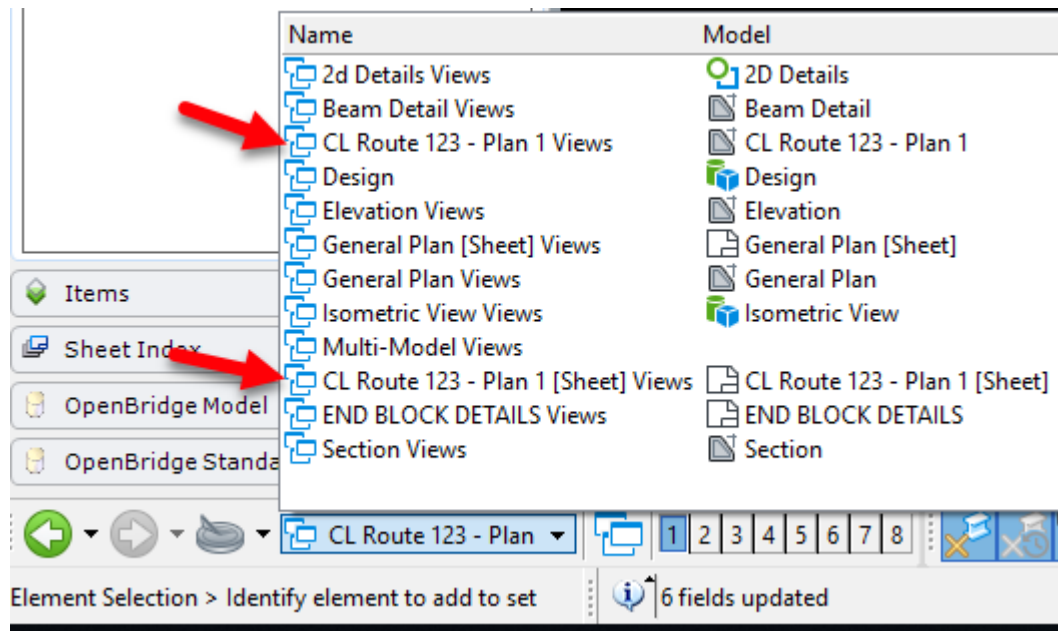 Name Model
2d Details Views 2D Details
Beam Detail Views Beam Detail
CL Route 123 - Plan 1 Views CL Route 123 - Plan 1
Design Design
Elevation Views Elevation
General Plan [Sheet] Views General Plan [Sheet]
General Plan Views General Plan
Isometric View Views Isometric View
Multi-Model Views
CL Route 123 - Plan 1 [Sheet] Views CL Route 123 - Plan 1 [Sheet]
END BLOCK DETAILS Views END BLOCK DETAILS
Section Views Section
Items
Sheet Index
OpenBridge Model
OpenBridge Standa
CL Route 123 - Plan 1 2 3 4 5 6 7 8
Element Selection > Identify element to add to set 6 fields updated